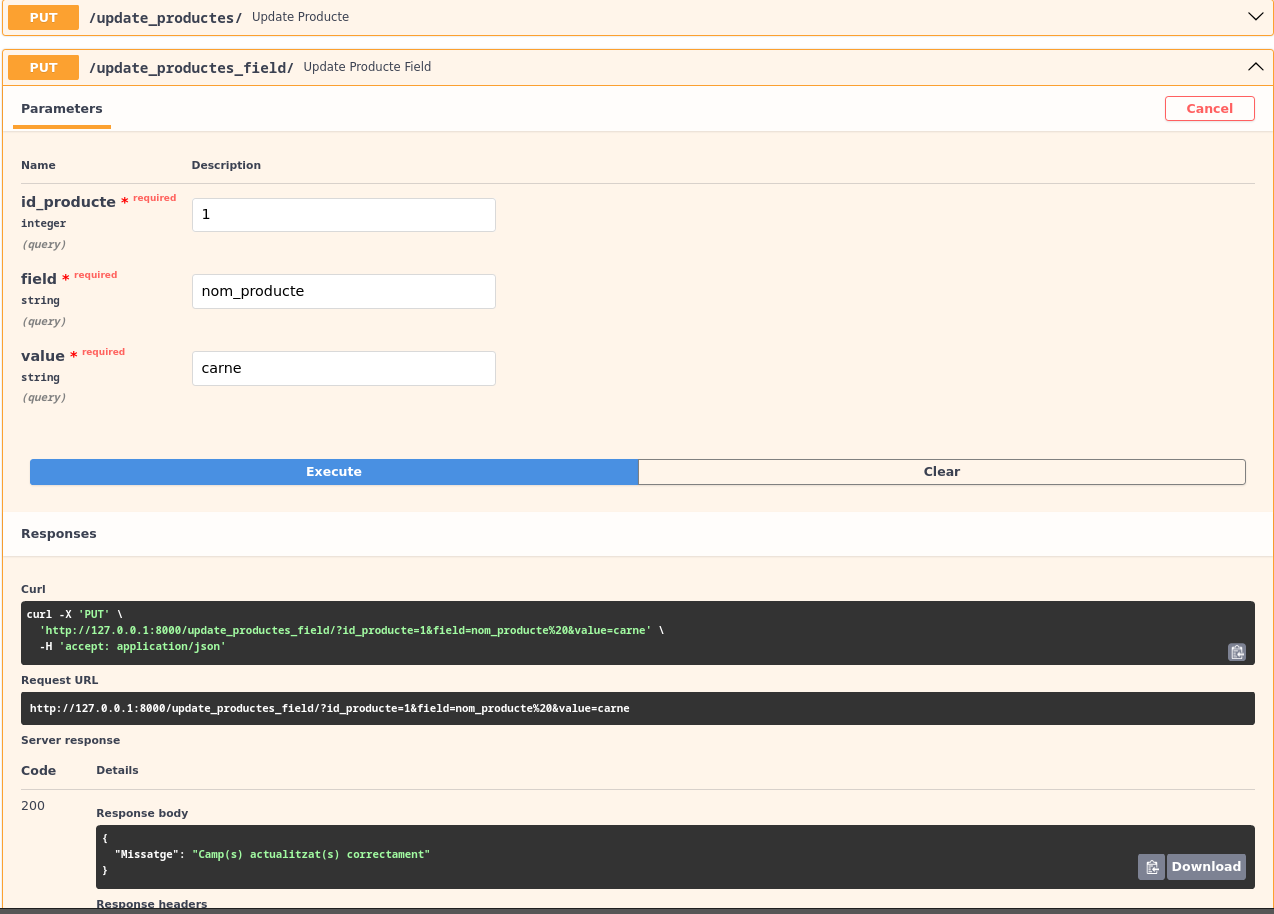 PUT /update_productes/ Update Producte
PUT /update_productes_field/ Update Producte Field
Parameters
Cancel
Name Description
id_producte * required
integer
(query)
1
field * required
string
(query)
nom_producte
value * required
string
(query)
carne
Execute Clear
Responses
Curl
curl -X 'PUT' \
'http://127.0.0.1:8000/update_productes_field/?id_producte=1&field=nom_producte%20&value=carne' \
-H 'accept: application/json'
Request URL
http://127.0.0.1:8000/update_productes_field/?id_producte=1&field=nom_producte%20&value=carne
Server response
Code Details
200
Response body
{
"Missatge": "Camp(s) actualitzat(s) correctament"
}
Download
Response headers